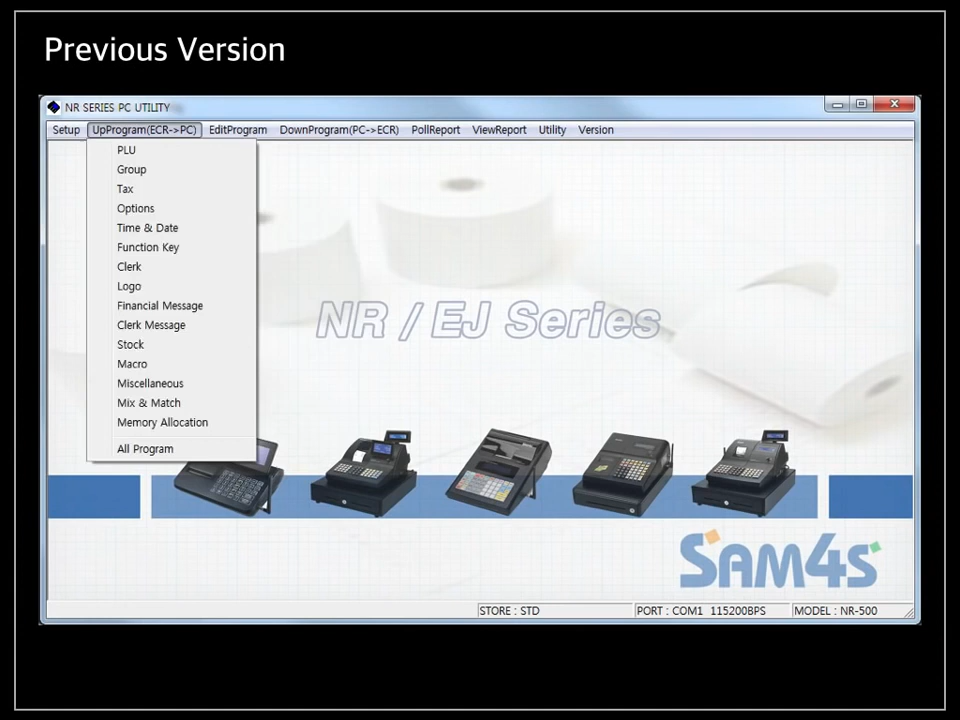 Previous Version
NR SERIES PC UTILITY
Setup UpProgram(ECR->PC) EditProgram DownProgram(PC->ECR) PollReport ViewReport Utility Version
PLU
Group
Tax
Options
Time & Date
Function Key
Clerk
Logo
Financial Message
Clerk Message
Stock
Macro
Miscellaneous
Mix & Match
Memory Allocation
All Program
NR / EJ Series
SAM4S
STORE : STD PORT : COM1 115200BPS MODEL : NR-500